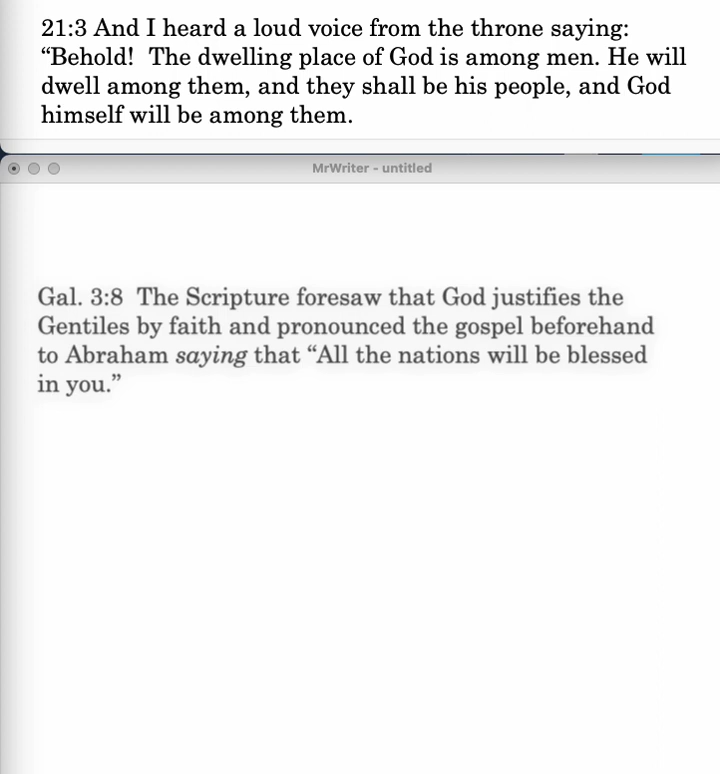 21:3 And I heard a loud voice from the throne saying:
“Behold!  The dwelling place of God is among men. He will
dwell among them, and they shall be his people, and God
himself will be among them.
MrWriter - untitled
Gal. 3:8  The Scripture foresaw that God justifies the
Gentiles by faith and pronounced the gospel beforehand
to Abraham saying that “All the nations will be blessed
in you.”